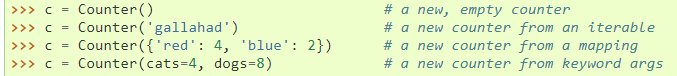 >>> c = Counter()                           # a new, empty counter
>>> c = Counter('gallahad')                 # a new counter from an iterable
>>> c = Counter({'red': 4, 'blue': 2})      # a new counter from a mapping
>>> c = Counter(cats=4, dogs=8)             # a new counter from keyword args